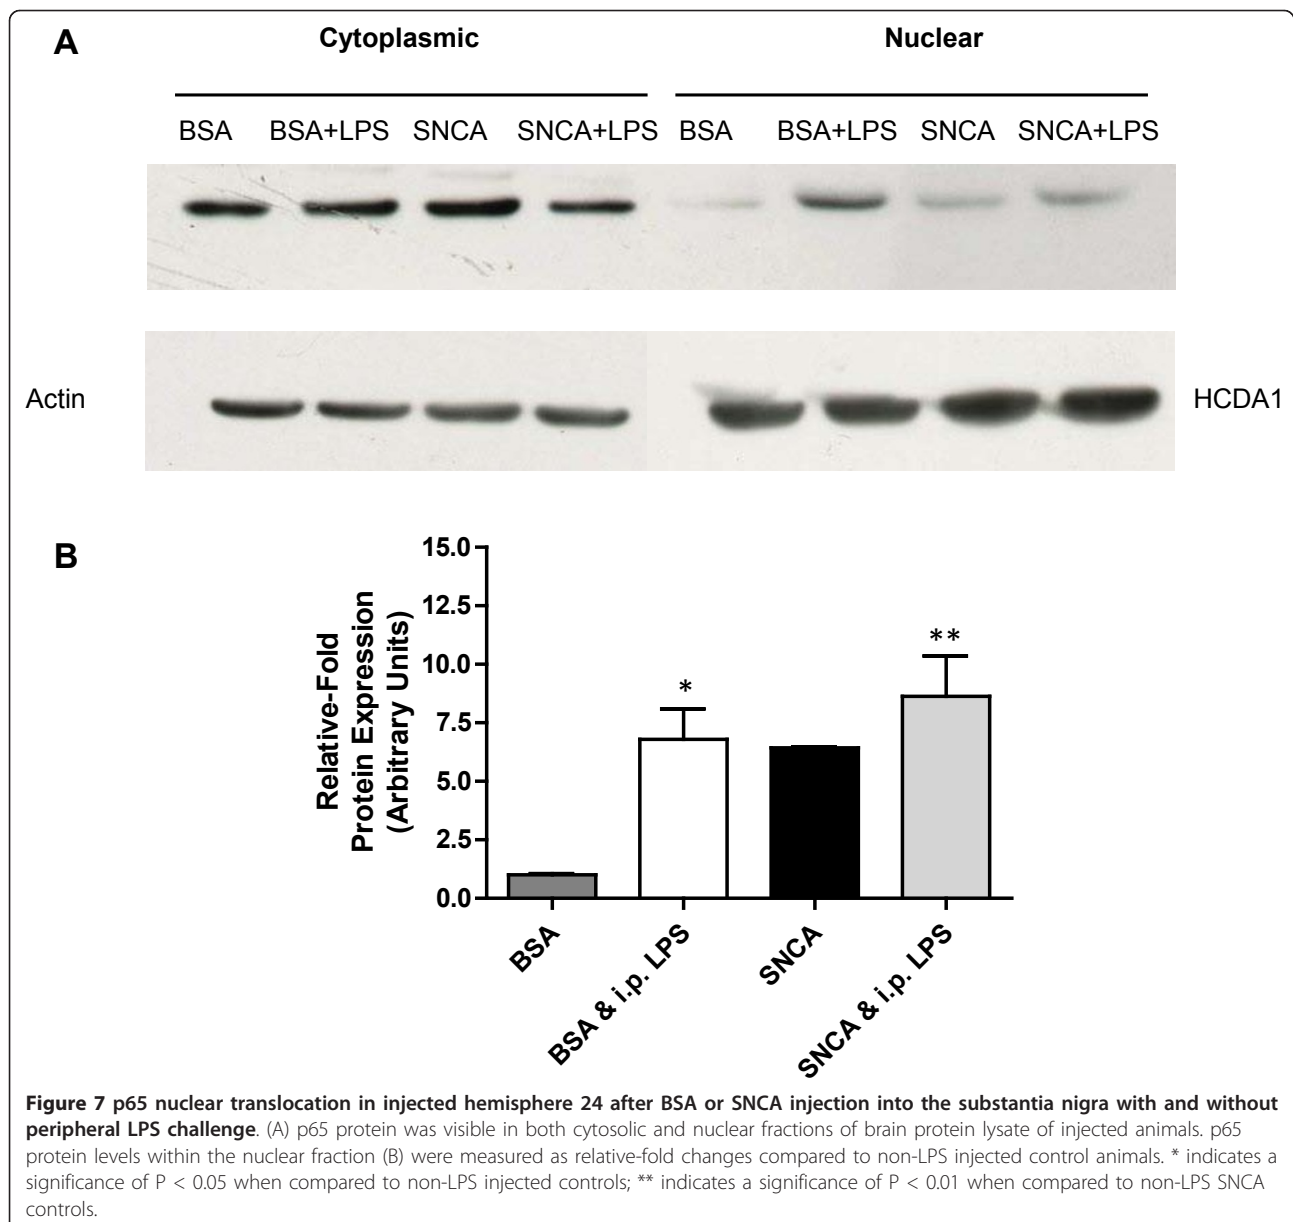 A
Cytoplasmic Nuclear
BSA BSA+LPS SNCA SNCA+LPS BSA BSA+LPS SNCA SNCA+LPS
Actin HCDA1
B
Relative-Fold
Protein Expression
(Arbitrary Units)
15.0
12.5
10.0
7.5
5.0
2.5
0.0
*
**
BSA
BSA & i.p. LPS
SNCA
SNCA & i.p. LPS
Figure 7 p65 nuclear translocation in injected hemisphere 24 after BSA or SNCA injection into the substantia nigra with and without
peripheral LPS challenge. (A) p65 protein was visible in both cytosolic and nuclear fractions of brain protein lysate of injected animals. p65
protein levels within the nuclear fraction (B) were measured as relative-fold changes compared to non-LPS injected control animals. * indicates a
significance of P < 0.05 when compared to non-LPS injected controls; ** indicates a significance of P < 0.01 when compared to non-LPS SNCA
controls.